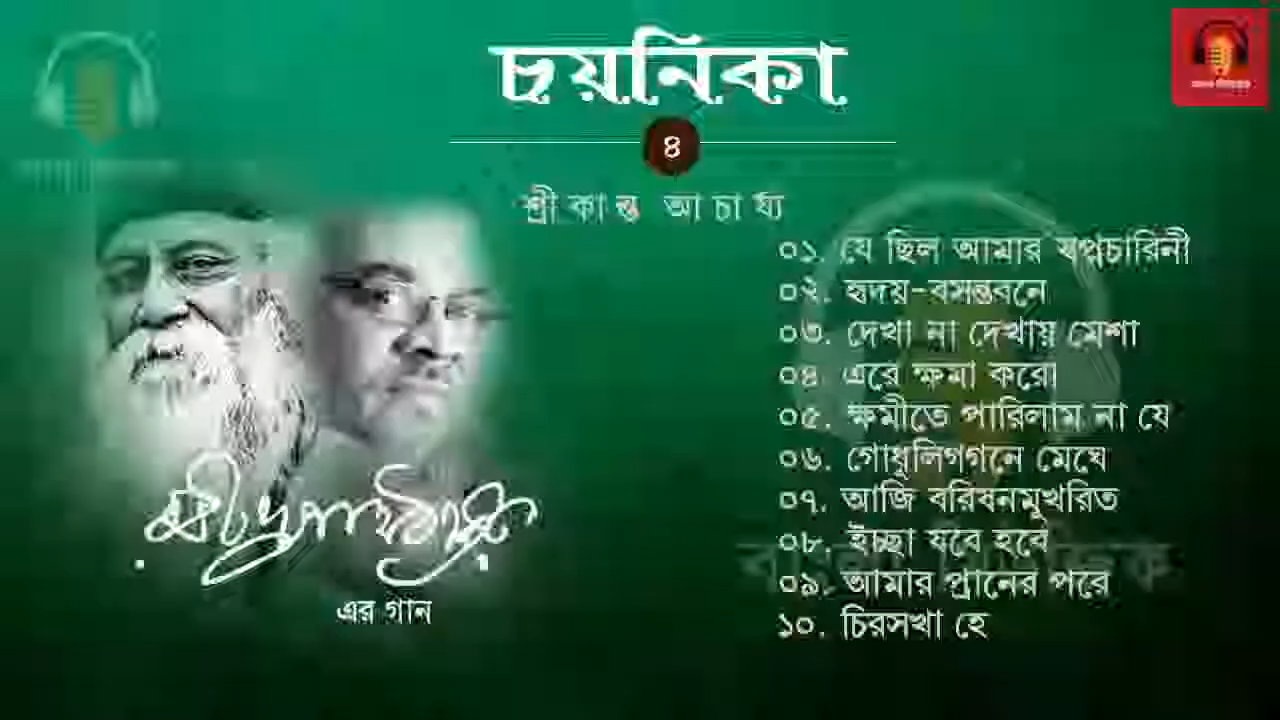 চয়নিকা
৪
শ্রীকান্ত আচার্য্য
০১. যে ছিল আমার স্বপ্নচারিনী
০২. হৃদয়-বসন্তবনে
০৩. দেখা না দেখায় মেশা
০৪. এরে ক্ষমা করো
০৫. ক্ষমীতে পারিলাম না যে
০৬. গোধূলিগগনে মেঘে
০৭. আজি বরিষনমুখরিত
০৮. ইচ্ছা যবে হবে
০৯. আমার প্রানের পরে
১০. চিরসখা হে
এর গান